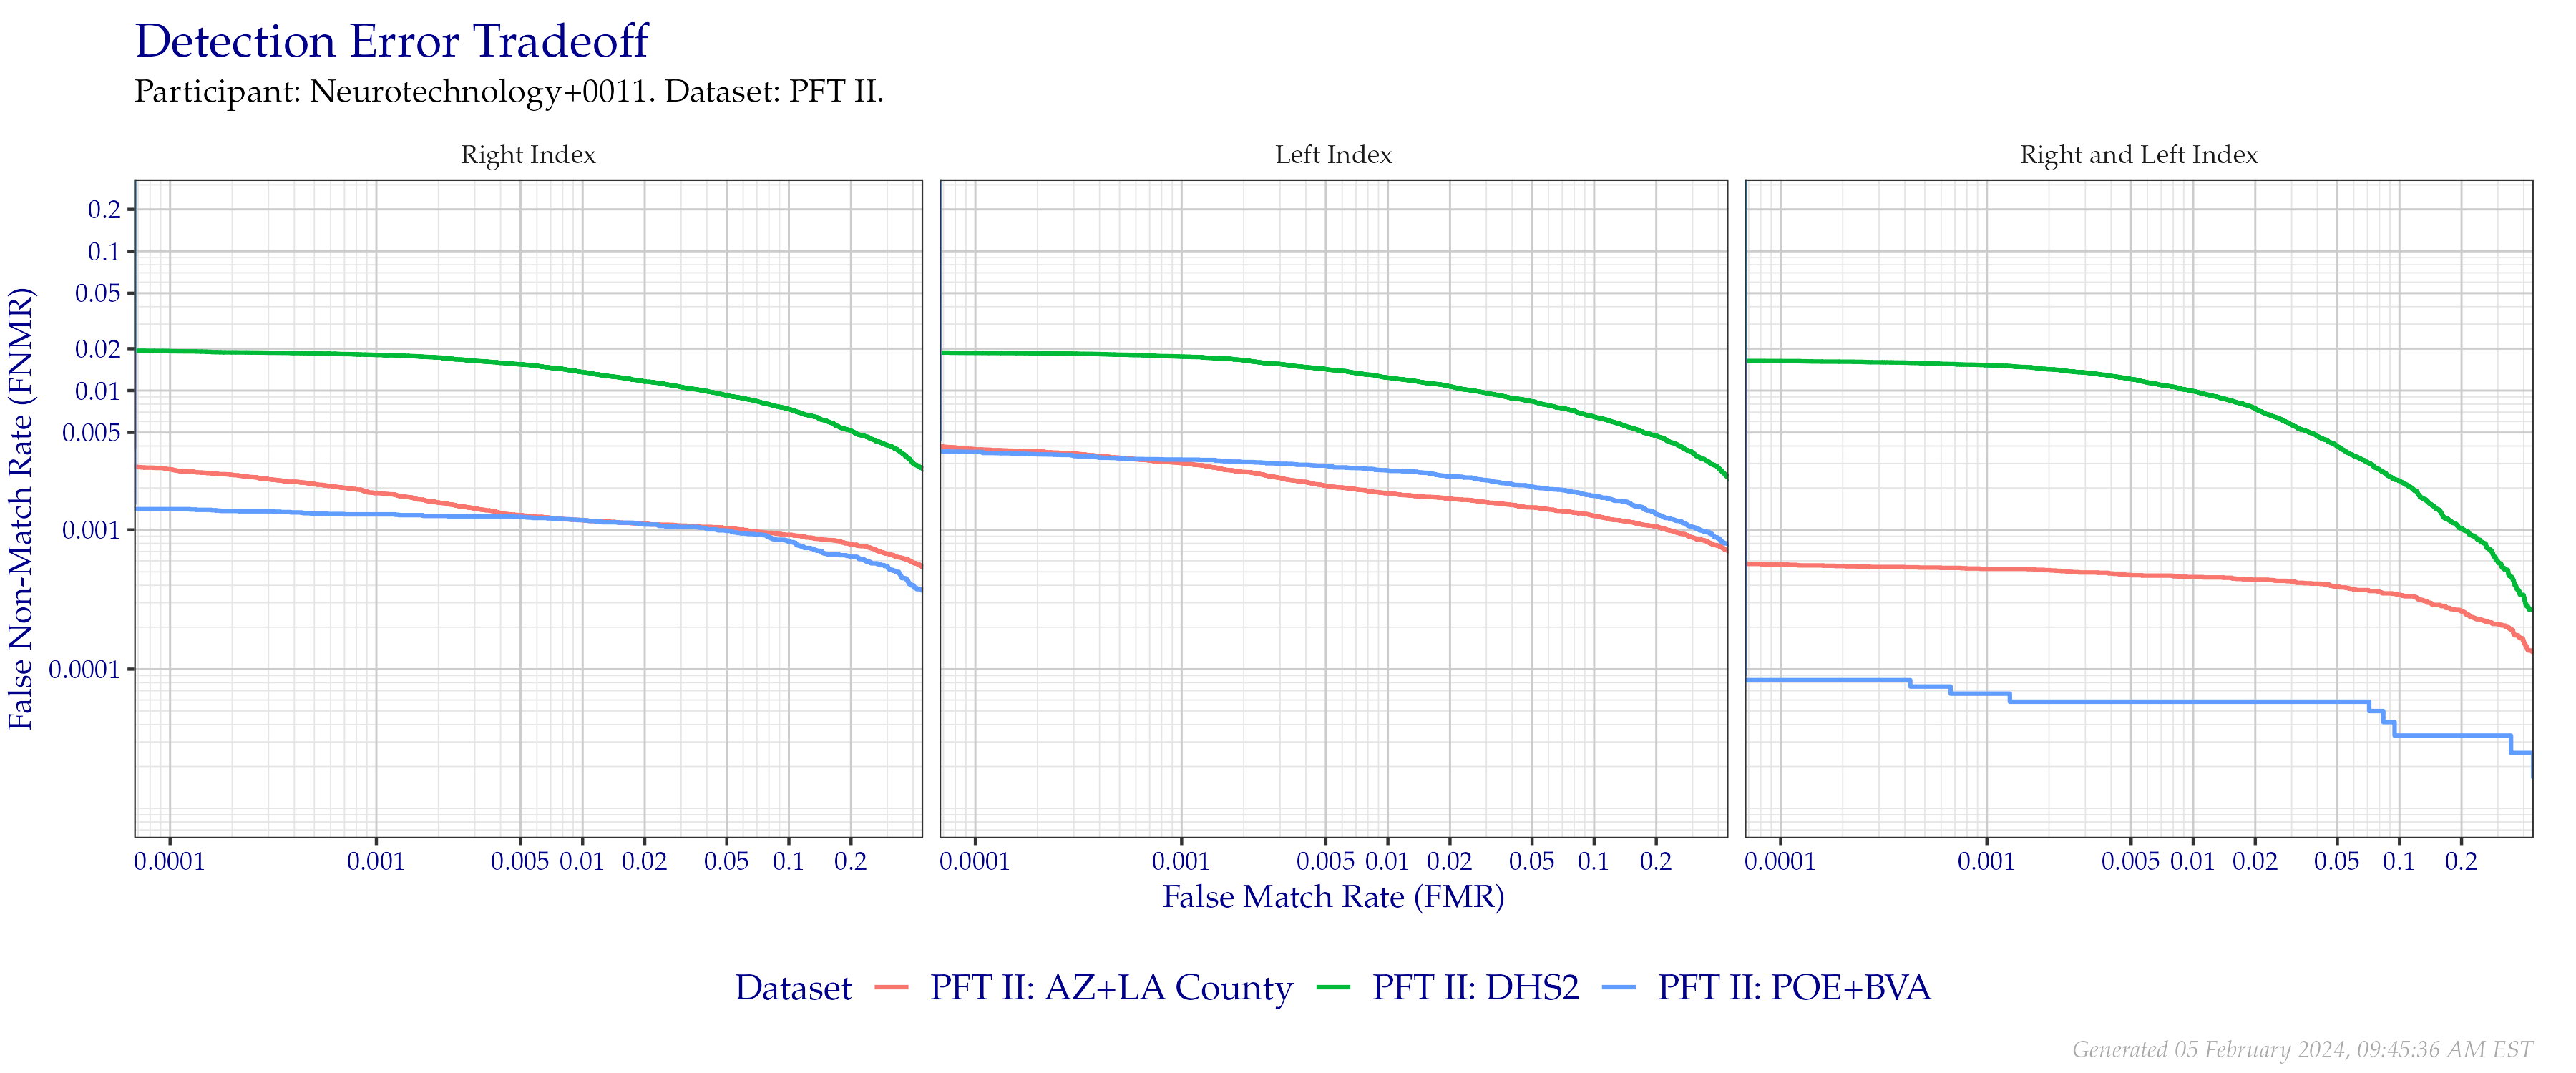 Detection Error Tradeoff
Participant: Neurotechnology+0011. Dataset: PFT II.
Right Index
Left Index
Right and Left Index
False Non-Match Rate (FNMR)
0.2
0.1
0.05
0.02
0.01
0.005
0.001
0.0001
0.0001 0.001 0.005 0.01 0.02 0.05 0.1 0.2
0.0001 0.001 0.005 0.01 0.02 0.05 0.1 0.2
0.0001 0.001 0.005 0.01 0.02 0.05 0.1 0.2
False Match Rate (FMR)
Dataset PFT II: AZ+LA County PFT II: DHS2 PFT II: POE+BVA
Generated 05 February 2024, 09:45:36 AM EST